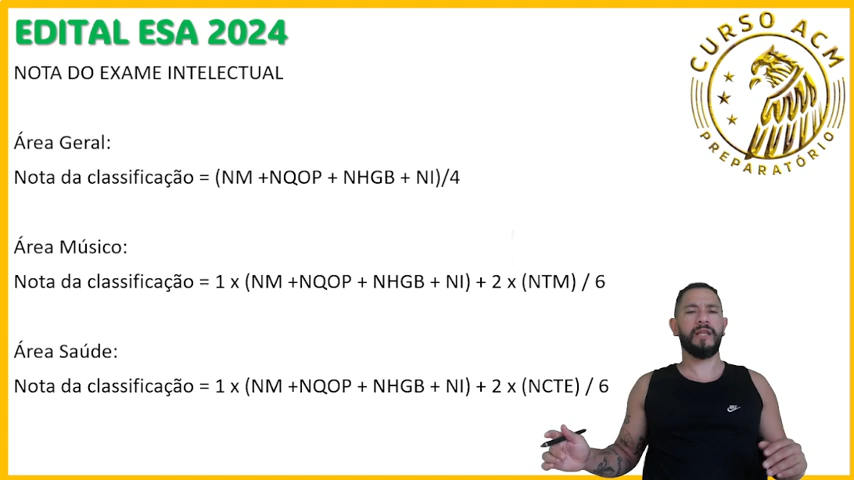 EDITAL ESA 2024
NOTA DO EXAME INTELECTUAL
Área Geral:
Nota da classificação = (NM +NQOP + NHGB + NI)/4
Área Músico:
Nota da classificação = 1 x (NM +NQOP + NHGB + NI) + 2 x (NTM) / 6
Área Saúde:
Nota da classificação = 1 x (NM +NQOP + NHGB + NI) + 2 x (NCTE) / 6
CURSO ACM
PREPARATÓRIO